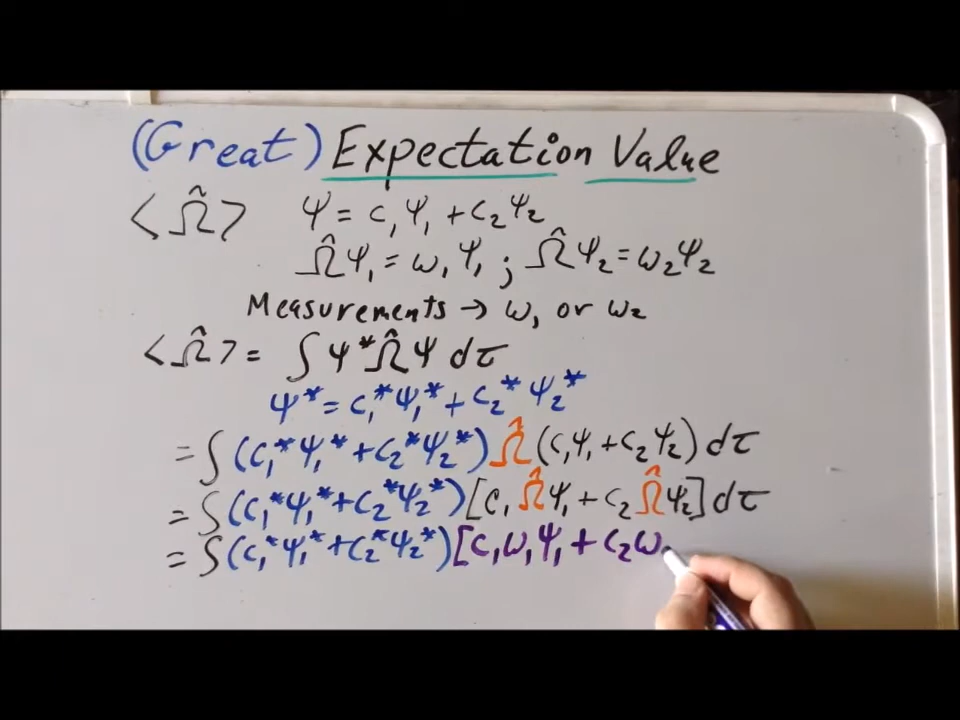 (Great) Expectation Value
<Ω̂> Ψ = c₁Ψ₁ + c₂Ψ₂
Ω̂Ψ₁ = ω₁Ψ₁ ; Ω̂Ψ₂ = ω₂Ψ₂
Measurements → ω₁ or ω₂
<Ω̂> = ∫ Ψ*Ω̂Ψ dτ
Ψ* = c₁*Ψ₁* + c₂*Ψ₂*
= ∫ (c₁*Ψ₁* + c₂*Ψ₂*) Ω̂ (c₁Ψ₁ + c₂Ψ₂) dτ
= ∫ (c₁*Ψ₁* + c₂*Ψ₂*) [c₁ Ω̂Ψ₁ + c₂ Ω̂Ψ₂] dτ
= ∫ (c₁*Ψ₁* + c₂*Ψ₂*) [c₁ω₁Ψ₁ + c₂ω